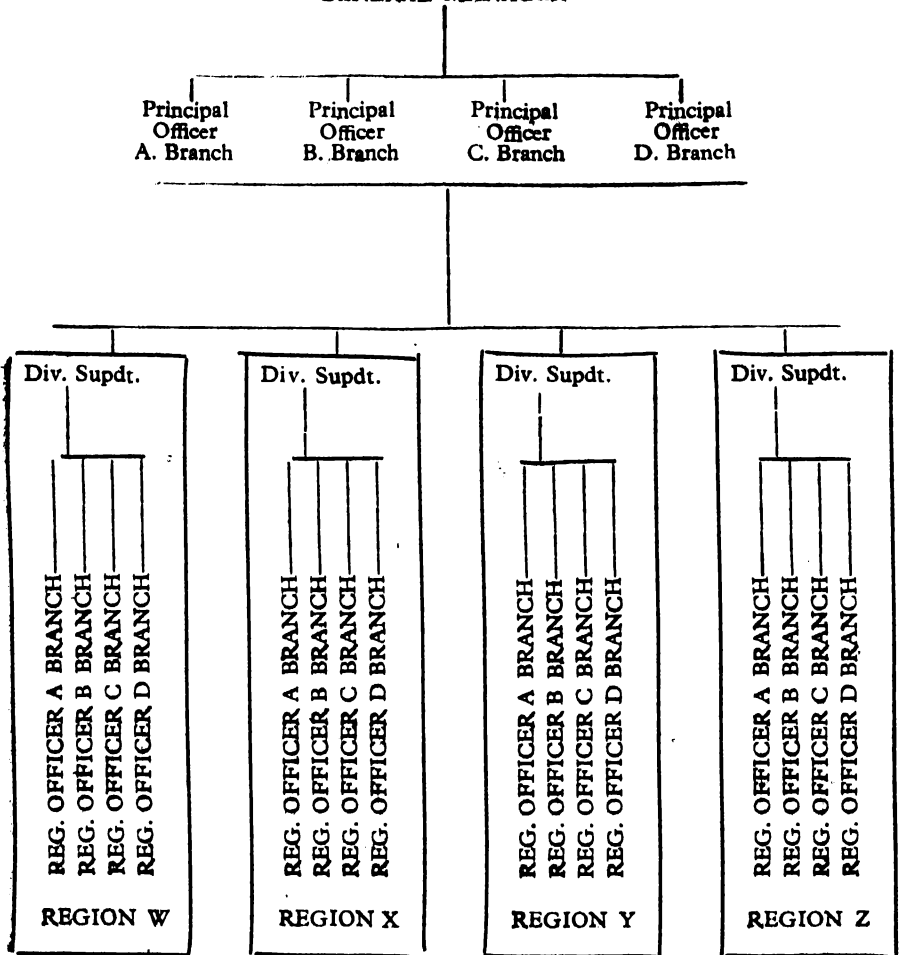 Principal Officer A. Branch
Principal Officer B. Branch
Principal Officer C. Branch
Principal Officer D. Branch
Div. Supdt.
REG. OFFICER A BRANCH
REG. OFFICER B BRANCH
REG. OFFICER C BRANCH
REG. OFFICER D BRANCH
REGION W
Div. Supdt.
REG. OFFICER A BRANCH
REG. OFFICER B BRANCH
REG. OFFICER C BRANCH
REG. OFFICER D BRANCH
REGION X
Div. Supdt.
REG. OFFICER A BRANCH
REG. OFFICER B BRANCH
REG. OFFICER C BRANCH
REG. OFFICER D BRANCH
REGION Y
Div. Supdt.
REG. OFFICER A BRANCH
REG. OFFICER B BRANCH
REG. OFFICER C BRANCH
REG. OFFICER D BRANCH
REGION Z